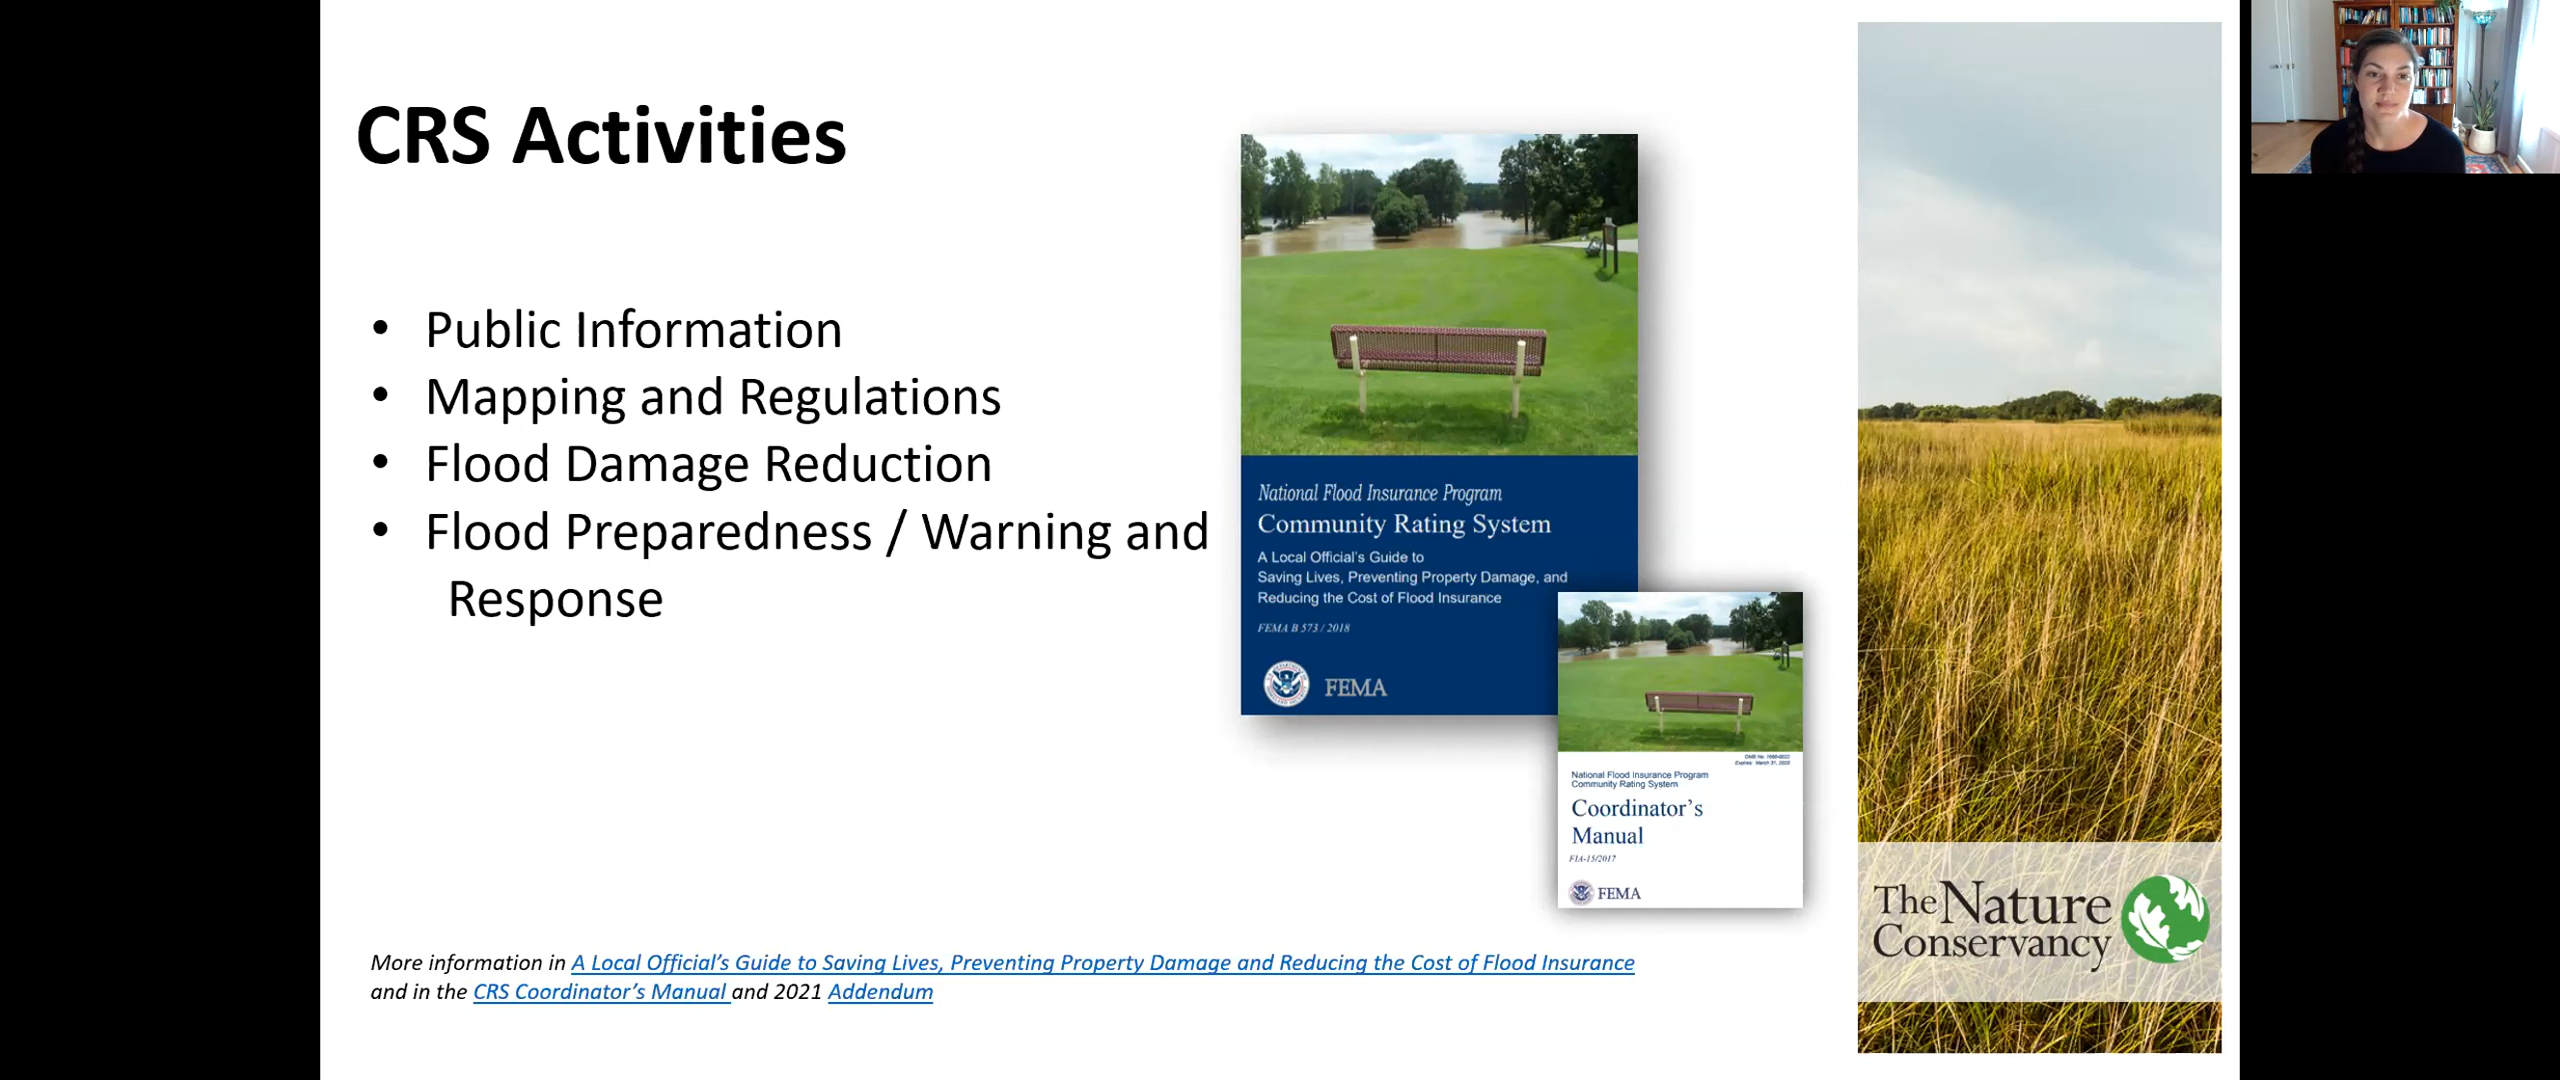 CRS Activities
• Public Information
• Mapping and Regulations
• Flood Damage Reduction
• Flood Preparedness / Warning and
Response
National Flood Insurance Program
Community Rating System
A Local Official's Guide to
Saving Lives, Preventing Property Damage, and
Reducing the Cost of Flood Insurance
FEMA B 573 / 2018
FEMA
National Flood Insurance Program
Community Rating System
Coordinator's
Manual
FIA-15/2017
FEMA
More information in A Local Official's Guide to Saving Lives, Preventing Property Damage and Reducing the Cost of Flood Insurance
and in the CRS Coordinator's Manual and 2021 Addendum
The Nature
Conservancy